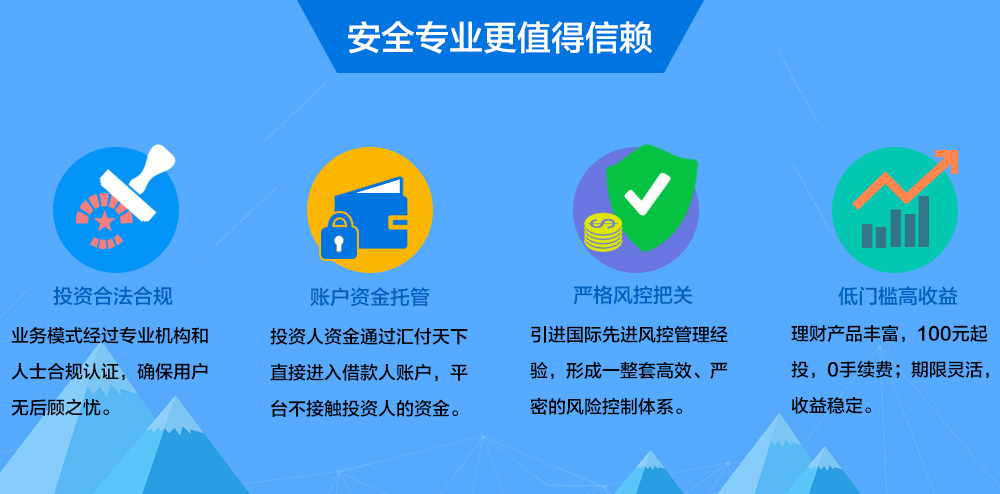 安全专业更值得信赖
投资合法合规
业务模式经过专业机构和
人士合规认证，确保用户
无后顾之忧。
账户资金托管
投资人资金通过汇付天下
直接进入借款人账户，平
台不接触投资人的资金。
严格风控把关
引进国际先进风控管理经
验，形成一整套高效、严
密的风险控制体系。
低门槛高收益
理财产品丰富，100元起
投，0手续费；期限灵活，
收益稳定。